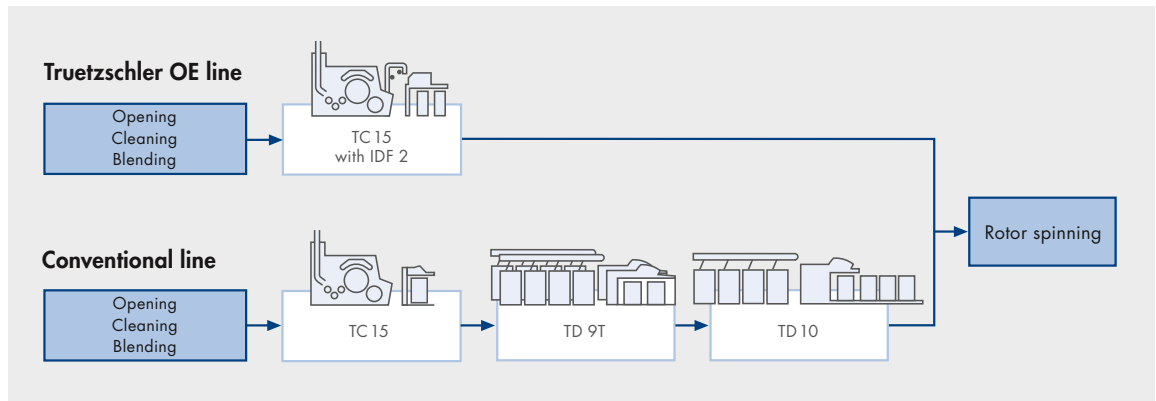 Truetzschler OE line
Opening
Cleaning
Blending
TC 15
with IDF 2
Rotor spinning
Conventional line
Opening
Cleaning
Blending
TC 15
TD 9T
TD 10